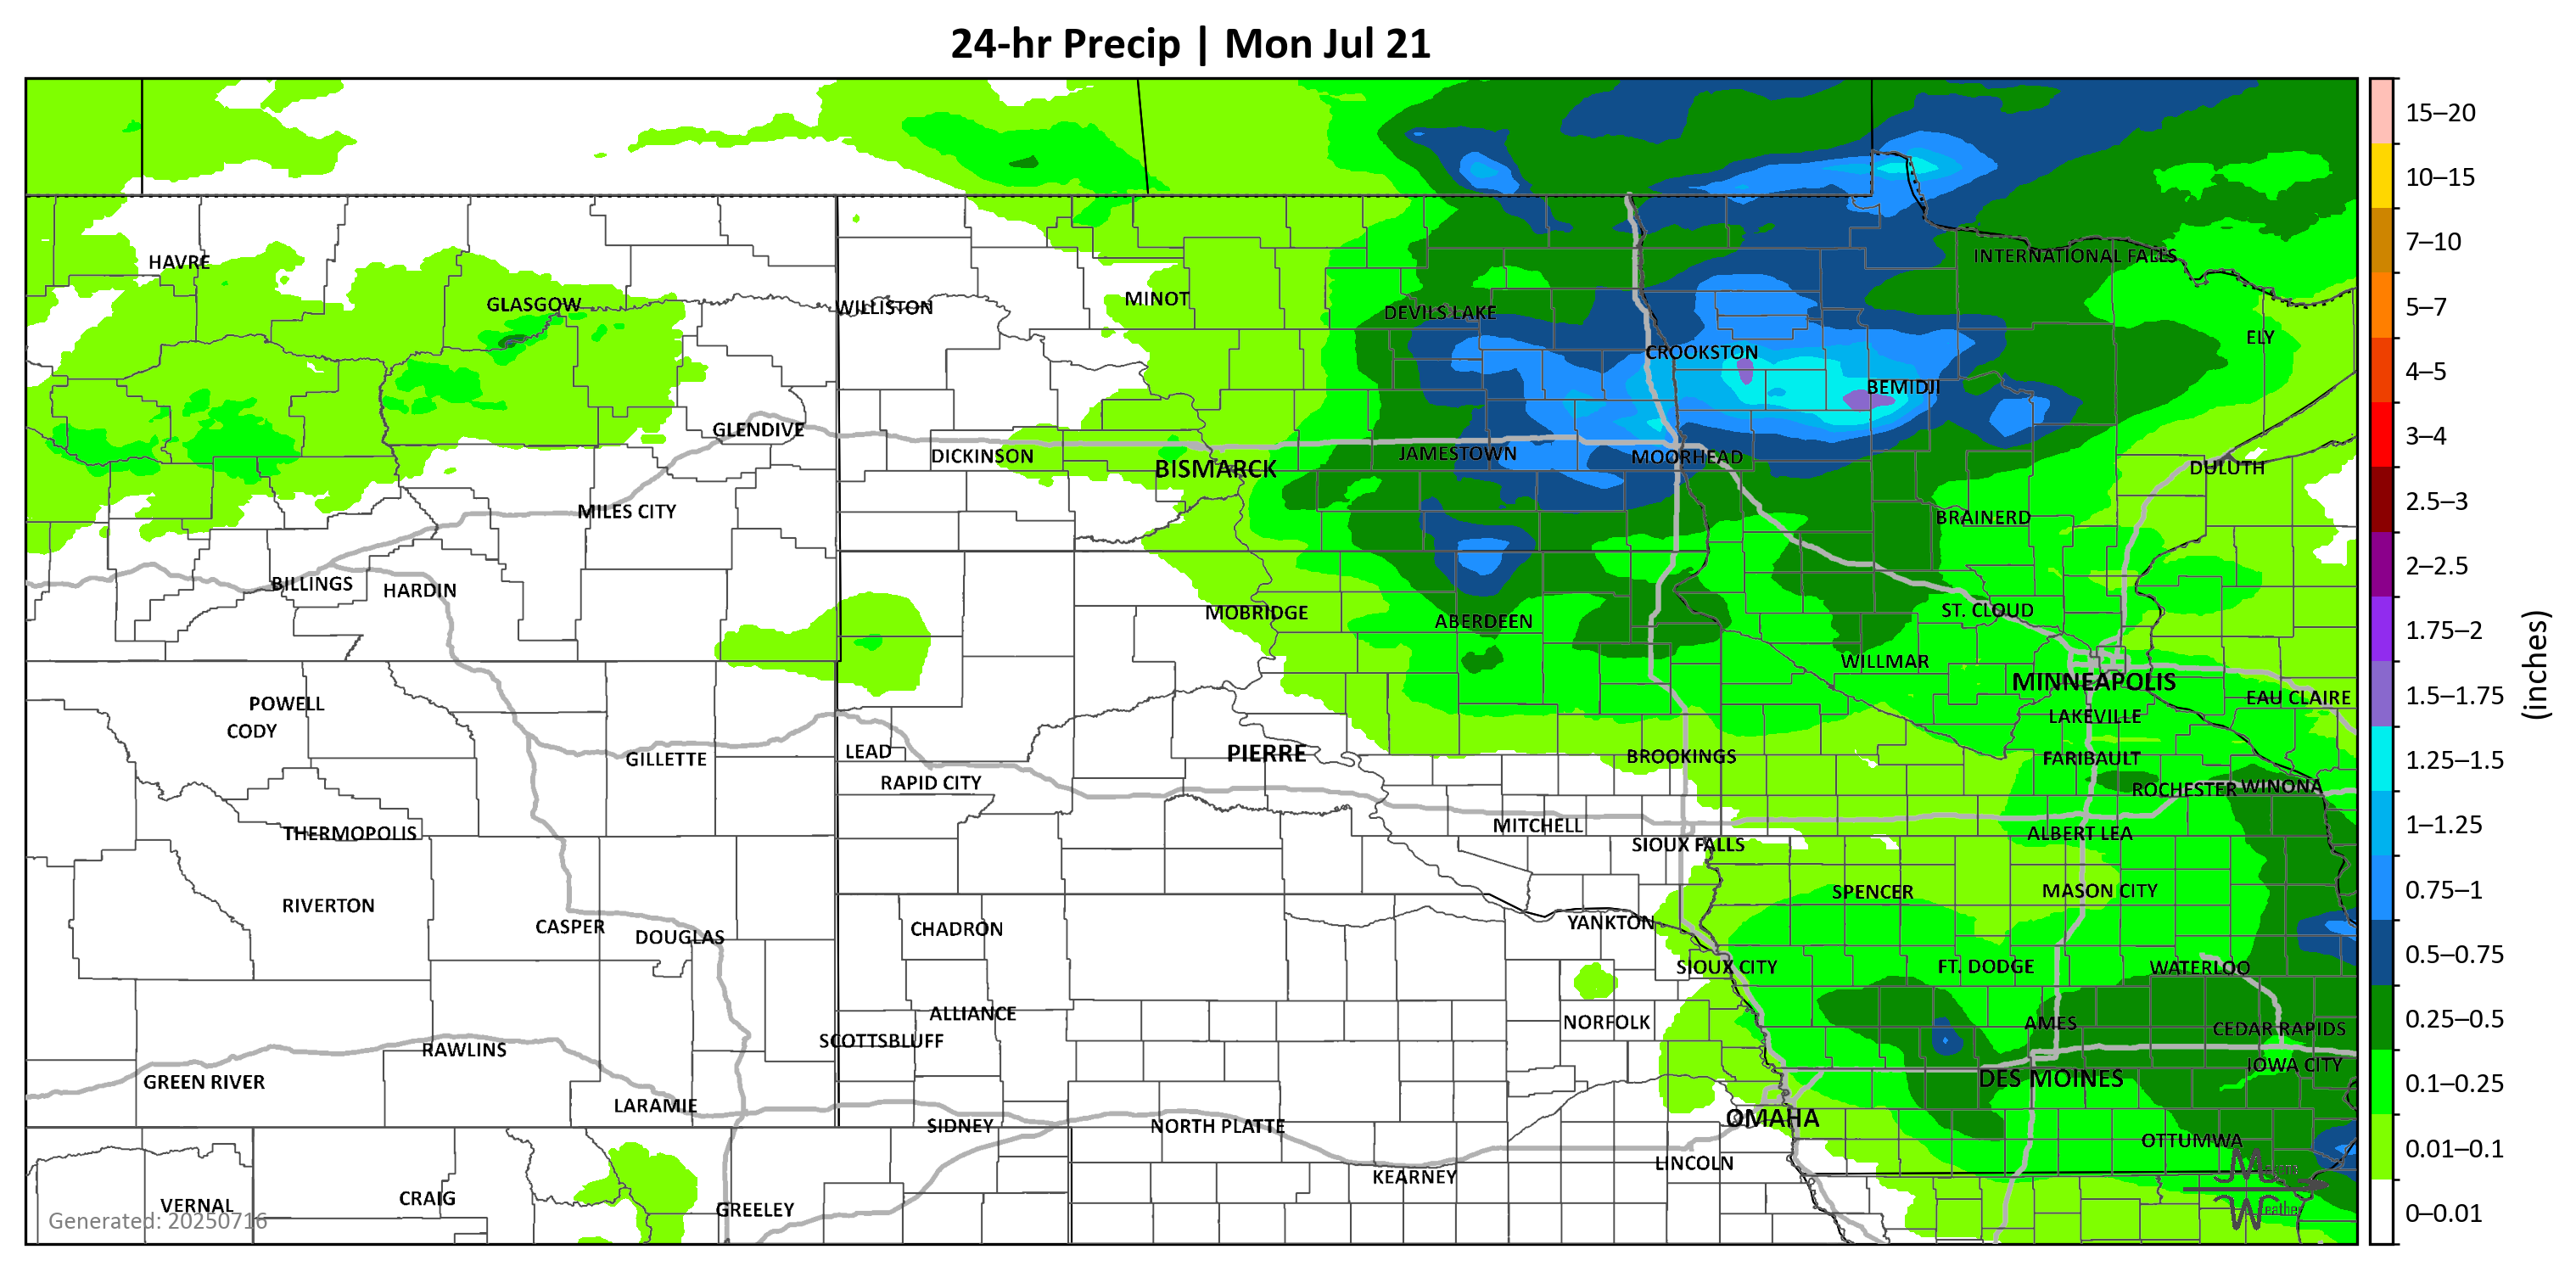 24-hr Precip | Mon Jul 21
15–20
10–15
7–10
5–7
4–5
3–4
2.5–3
2–2.5
1.75–2
1.5–1.75
1.25–1.5
1–1.25
0.75–1
0.5–0.75
0.25–0.5
0.1–0.25
0.01–0.1
0–0.01
(inches)
INTERNATIONAL FALLS
HAVRE
GLASGOW
WILLISTON
MINOT
DEVILS LAKE
ELY
CROOKSTON
BEMIDJI
GLENDIVE
DICKINSON
BISMARCK
JAMESTOWN
MOORHEAD
DULUTH
MILES CITY
BRAINERD
BILLINGS
HARDIN
MOBRIDGE
ABERDEEN
ST. CLOUD
WILLMAR
MINNEAPOLIS
EAU CLAIRE
POWELL
CODY
LAKEVILLE
GILLETTE
LEAD
PIERRE
BROOKINGS
FARIBAULT
RAPID CITY
ROCHESTER
WINONA
THERMOPOLIS
MITCHELL
SIOUX FALLS
ALBERT LEA
RIVERTON
SPENCER
MASON CITY
CASPER
DOUGLAS
CHADRON
YANKTON
SIOUX CITY
FT. DODGE
WATERLOO
ALLIANCE
SCOTTSBLUFF
NORFOLK
AMES
CEDAR RAPIDS
RAWLINS
IOWA CITY
GREEN RIVER
DES MOINES
LARAMIE
SIDNEY
NORTH PLATTE
OMAHA
OTTUMWA
LINCOLN
KEARNEY
VERNAL
CRAIG
GREELEY
Generated: 20250716
Weather